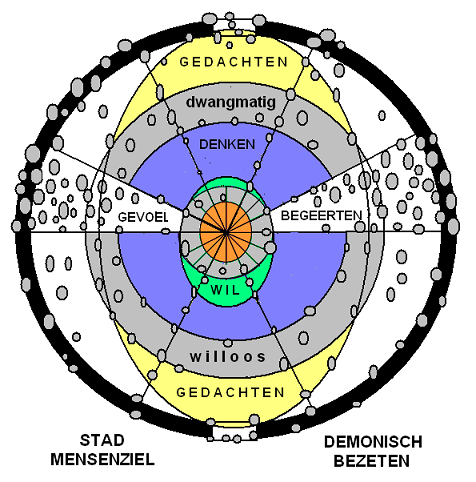 GEDACHTEN
dwangmatig
DENKEN
GEVOEL
BEGEERTEN
WIL
willoos
GEDACHTEN
STAD
MENSENZIEL
DEMONISCH
BEZETEN